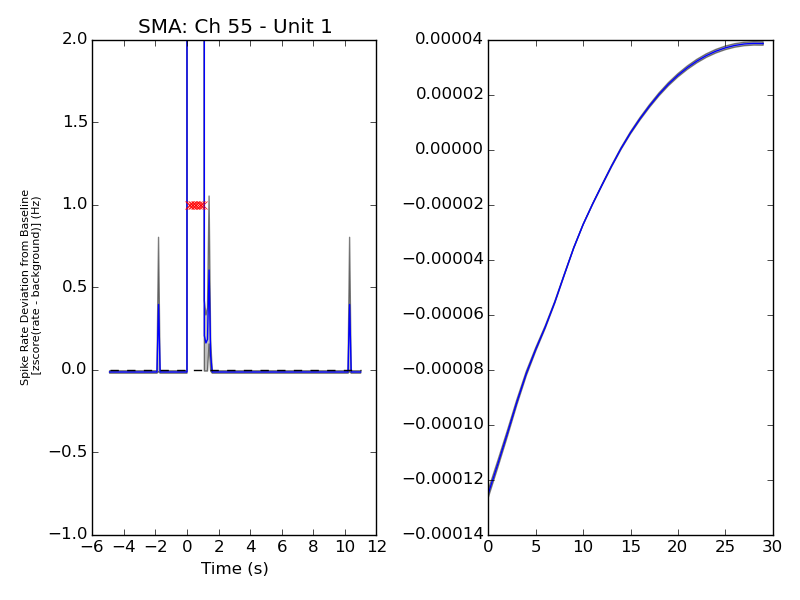 SMA: Ch 55 - Unit 1
2.0
1.5
1.0
0.5
0.0
−0.5
−1.0
Spike Rate Deviation from Baseline
[zscore(rate - background)] (Hz)
−6 −4 −2 0 2 4 6 8 10 12
Time (s)
0.00004
0.00002
0.00000
−0.00002
−0.00004
−0.00006
−0.00008
−0.00010
−0.00012
−0.00014
0 5 10 15 20 25 30